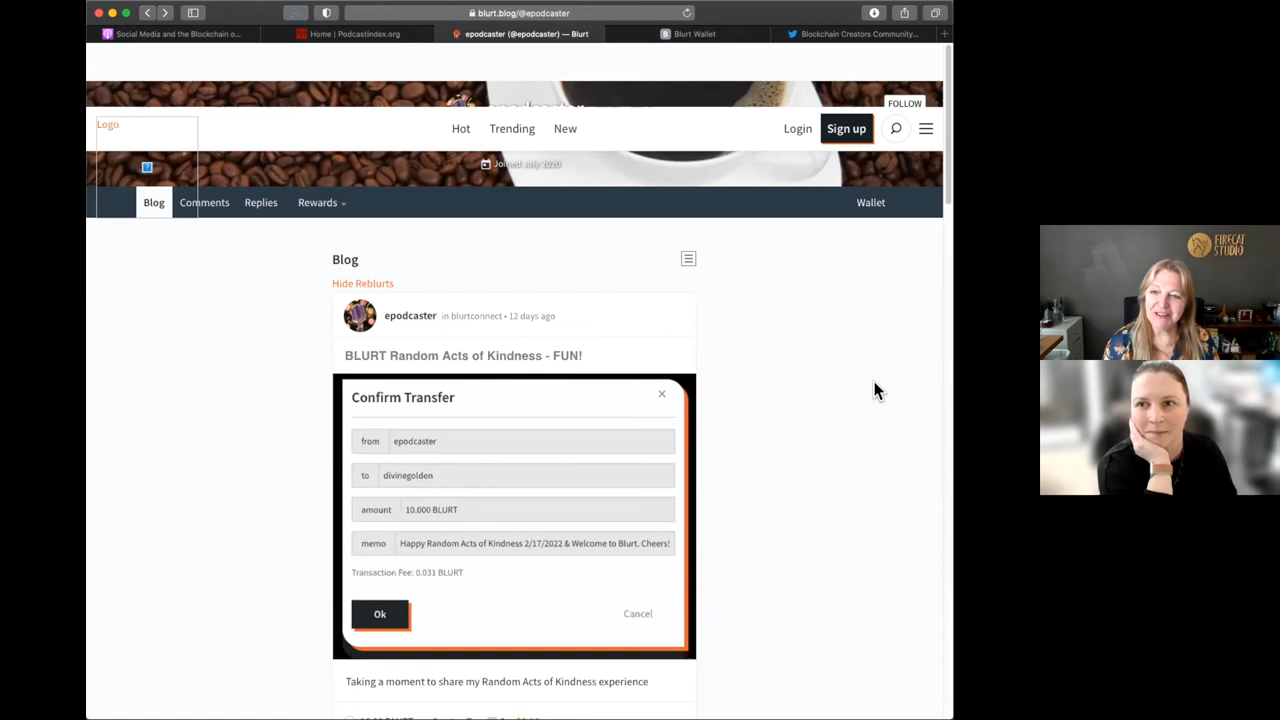 blurt.blog/@epodcaster
Social Media and the Blockchain o...
Home | Podcastindex.org
epodcaster (@epodcaster) — Blurt
Blurt Wallet
Blockchain Creators Community...
epodcaster
FOLLOW
Logo
Hot
Trending
New
Login
Sign up
Joined July 2020
Blog
Comments
Replies
Rewards
Wallet
Blog
Hide Reblurts
epodcaster in blurtconnect • 12 days ago
BLURT Random Acts of Kindness - FUN!
Confirm Transfer
from epodcaster
to divinegolden
amount 10.000 BLURT
memo Happy Random Acts of Kindness 2/17/2022 & Welcome to Blurt. Cheers!
Transaction Fee: 0.031 BLURT
Ok
Cancel
Taking a moment to share my Random Acts of Kindness experience
FIRECAT
STUDIO